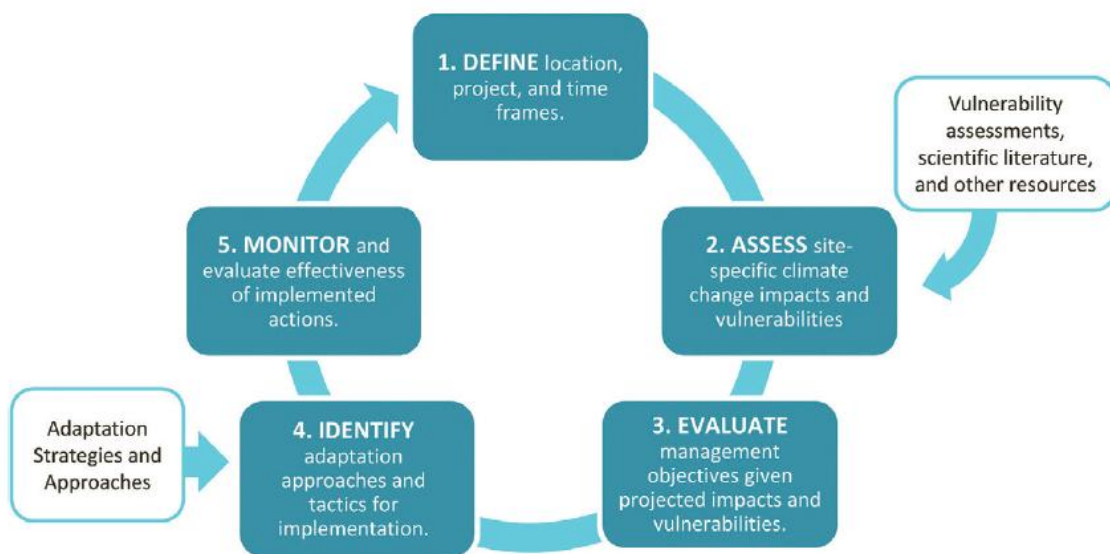 1. DEFINE location,
project, and time
frames.
Vulnerability
assessments,
scientific literature,
and other resources
2. ASSESS site-
specific climate
change impacts and
vulnerabilities
3. EVALUATE
management
objectives given
projected impacts and
vulnerabilities.
4. IDENTIFY
adaptation
approaches and
tactics for
implementation.
Adaptation
Strategies and
Approaches
5. MONITOR and
evaluate effectiveness
of implemented
actions.